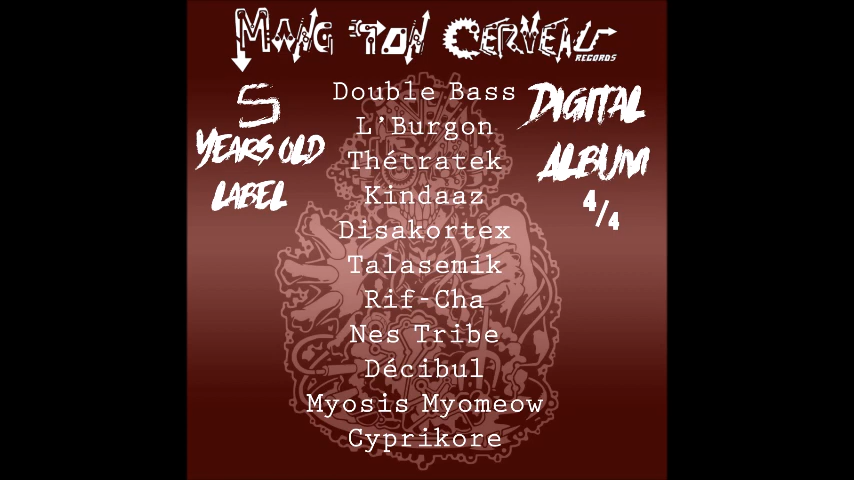 Mang Ton Cerveau
RECORDS
5
Years old
Label
Digital
Album
4/4
Double Bass
L'Burgon
Thétratek
Kindaaz
Disakortex
Talasemik
Rif-Cha
Nes Tribe
Décibul
Myosis Myomeow
Cyprikore